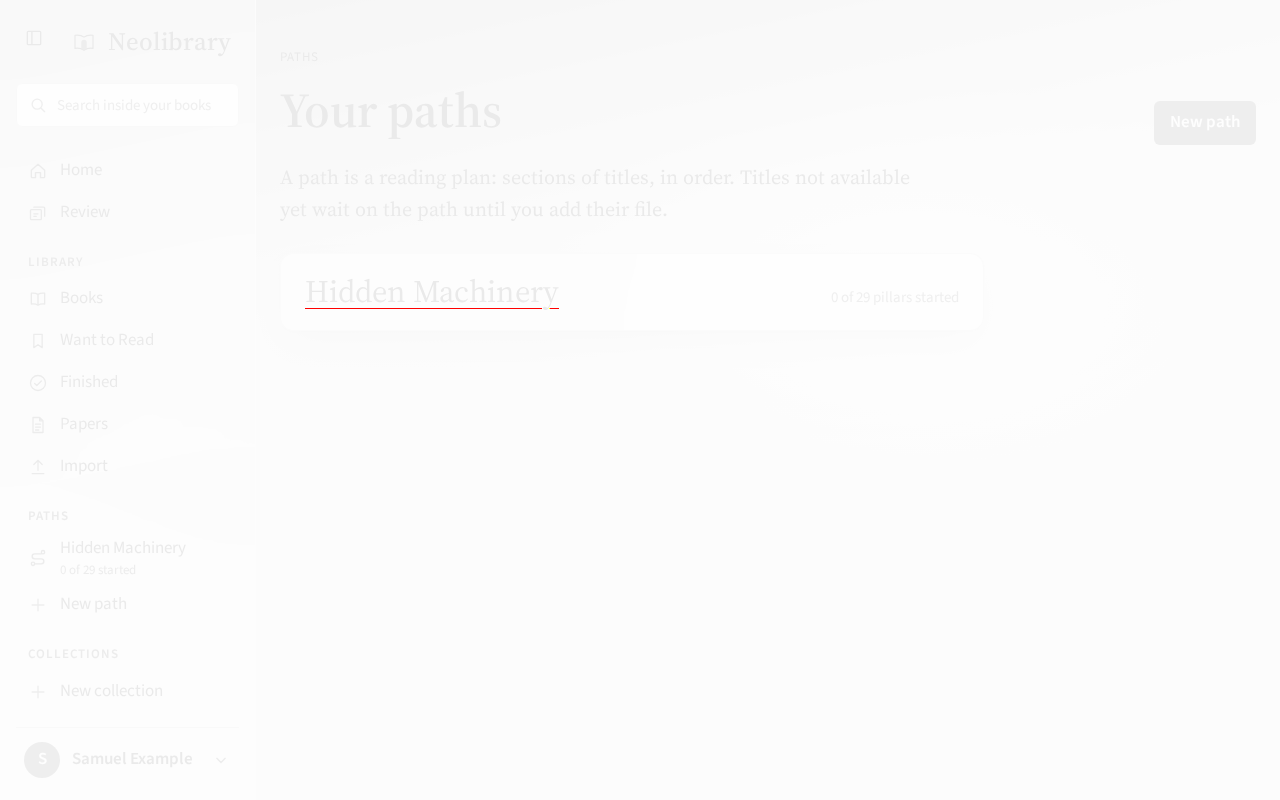 Neolibrary
Search inside your books
Home
Review
LIBRARY
Books
Want to Read
Finished
Papers
Import
PATHS
Hidden Machinery
0 of 29 started
New path
COLLECTIONS
New collection
S
Samuel Example
PATHS
Your paths
New path
A path is a reading plan: sections of titles, in order. Titles not available
yet wait on the path until you add their file.
Hidden Machinery
0 of 29 pillars started